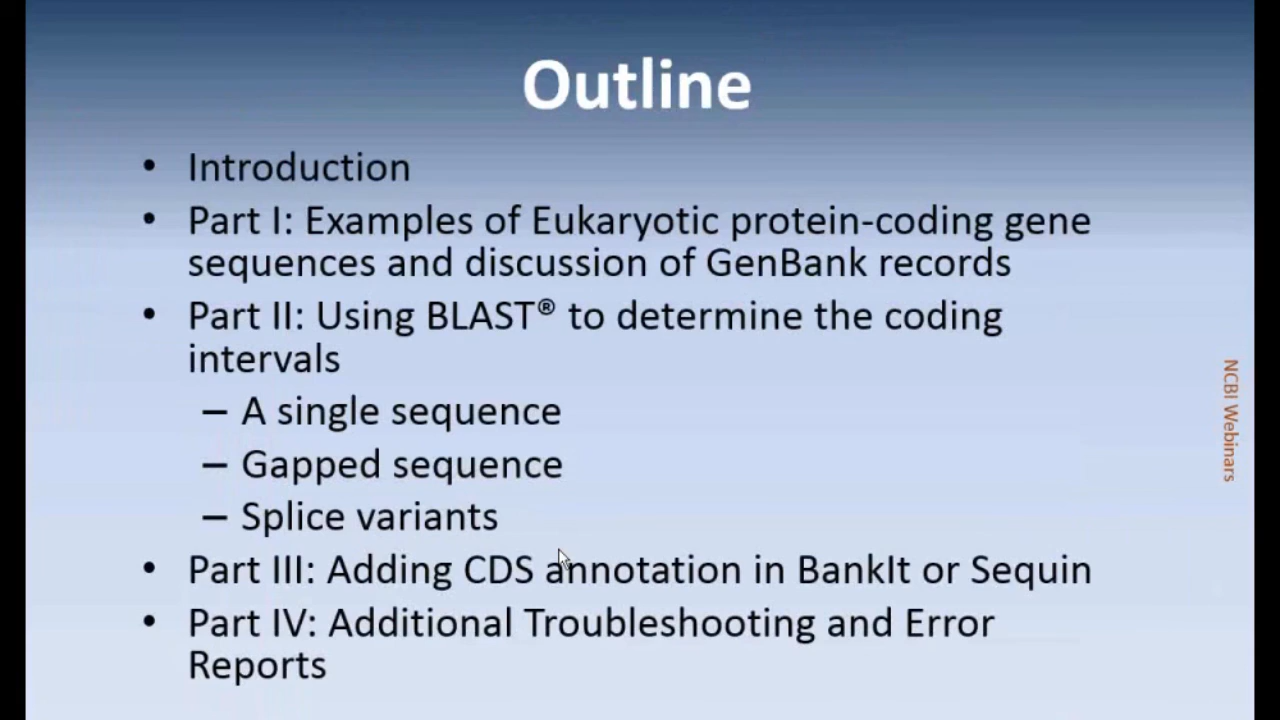 Outline
• Introduction
• Part I: Examples of Eukaryotic protein-coding gene
sequences and discussion of GenBank records
• Part II: Using BLAST® to determine the coding
intervals
– A single sequence
– Gapped sequence
– Splice variants
• Part III: Adding CDS annotation in BankIt or Sequin
• Part IV: Additional Troubleshooting and Error
Reports
NCBI Webinars